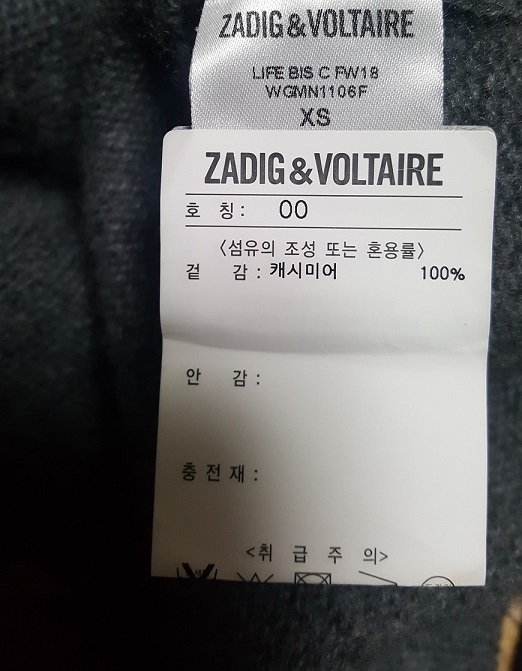 ZADIG & VOLTAIRE
LIFE BIS C FW18
WGMN1106F
XS
ZADIG & VOLTAIRE
호 칭 : 00
〈섬유의 조성 또는 혼용률〉
겉 감 : 캐시미어 100%
안 감 :
충 전 재 :
<취 급 주 의>